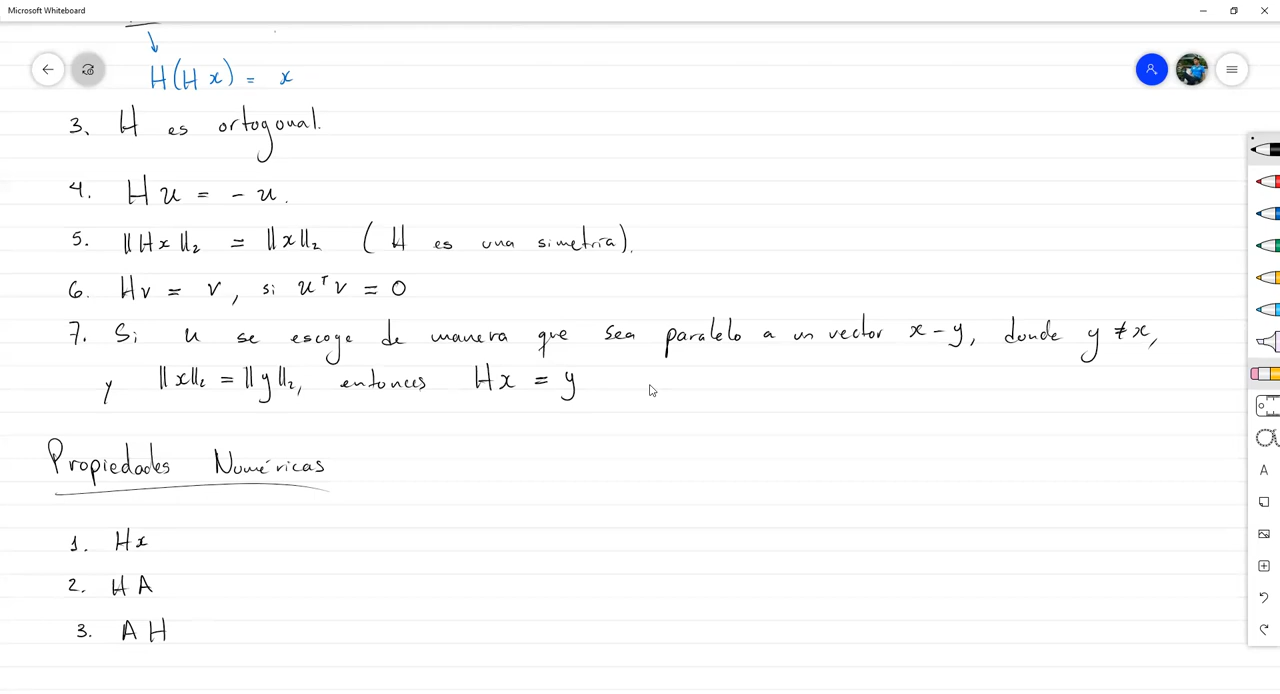 Microsoft Whiteboard
H(Hx) = x
3. H es ortogonal.
4. Hu = -u.
5. ||Hx||₂ = ||x||₂ (H es una simetría).
6. Hv = v, si uᵀv = 0
7. Si u se escoge de manera que sea paralelo a un vector x-y, donde y ≠ x,
y ||x||₂ = ||y||₂, entonces Hx = y
Propiedades Numéricas
1. Hx
2. HA
3. AH